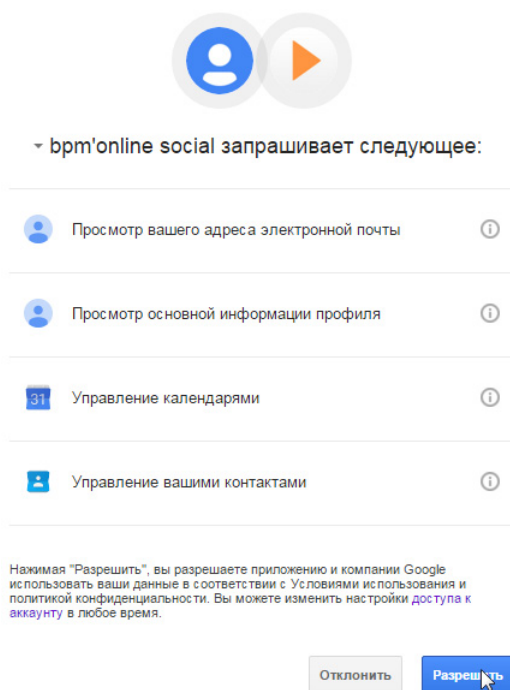 bpm'online social запрашивает следующее:
Просмотр вашего адреса электронной почты
Просмотр основной информации профиля
31 Управление календарями
Управление вашими контактами
Нажимая "Разрешить", вы разрешаете приложению и компании Google
использовать ваши данные в соответствии с Условиями использования и
политикой конфиденциальности. Вы можете изменить настройки доступа к
аккаунту в любое время.
Отклонить Разрешить